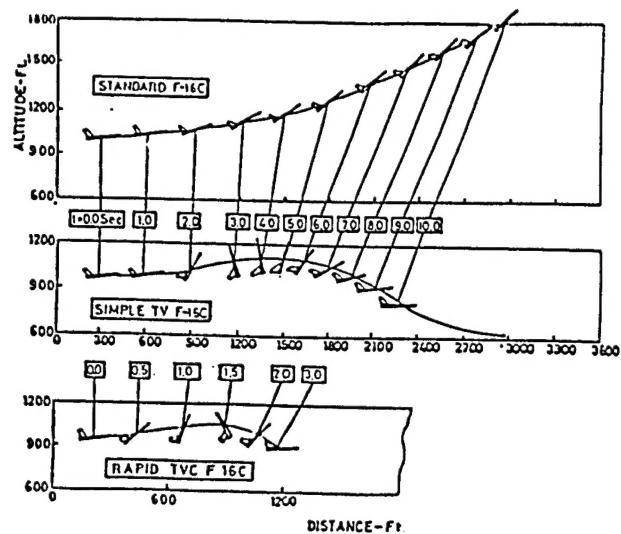 1800
1500
1200
900
600
ALTITUDE-Ft.
STANDARD F-16C
t=0.0Sec 1.0 2.0 3.0 4.0 5.0 6.0 7.0 8.0 9.0 10.0
1200
900
600
SIMPLE TV F-16C
0 300 600 900 1200 1500 1800 2100 2400 2700 3000 3300 3600
0.0 0.5 1.0 1.5 2.0 3.0
1200
900
600
RAPID TVC F 16C
0 600 1200
DISTANCE-Ft.